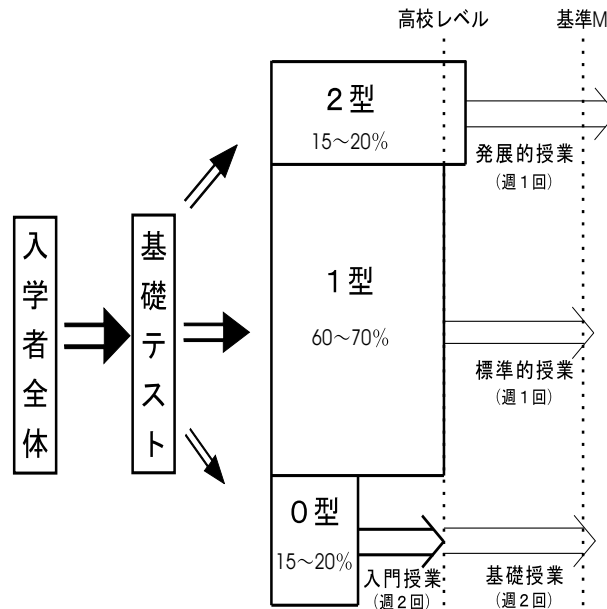 高校レベル
基準M
２型
15～20%
発展的授業
(週１回)
入学者全体
基礎テスト
１型
60～70%
標準的授業
(週１回)
０型
15～20%
入門授業
(週２回)
基礎授業
(週２回)